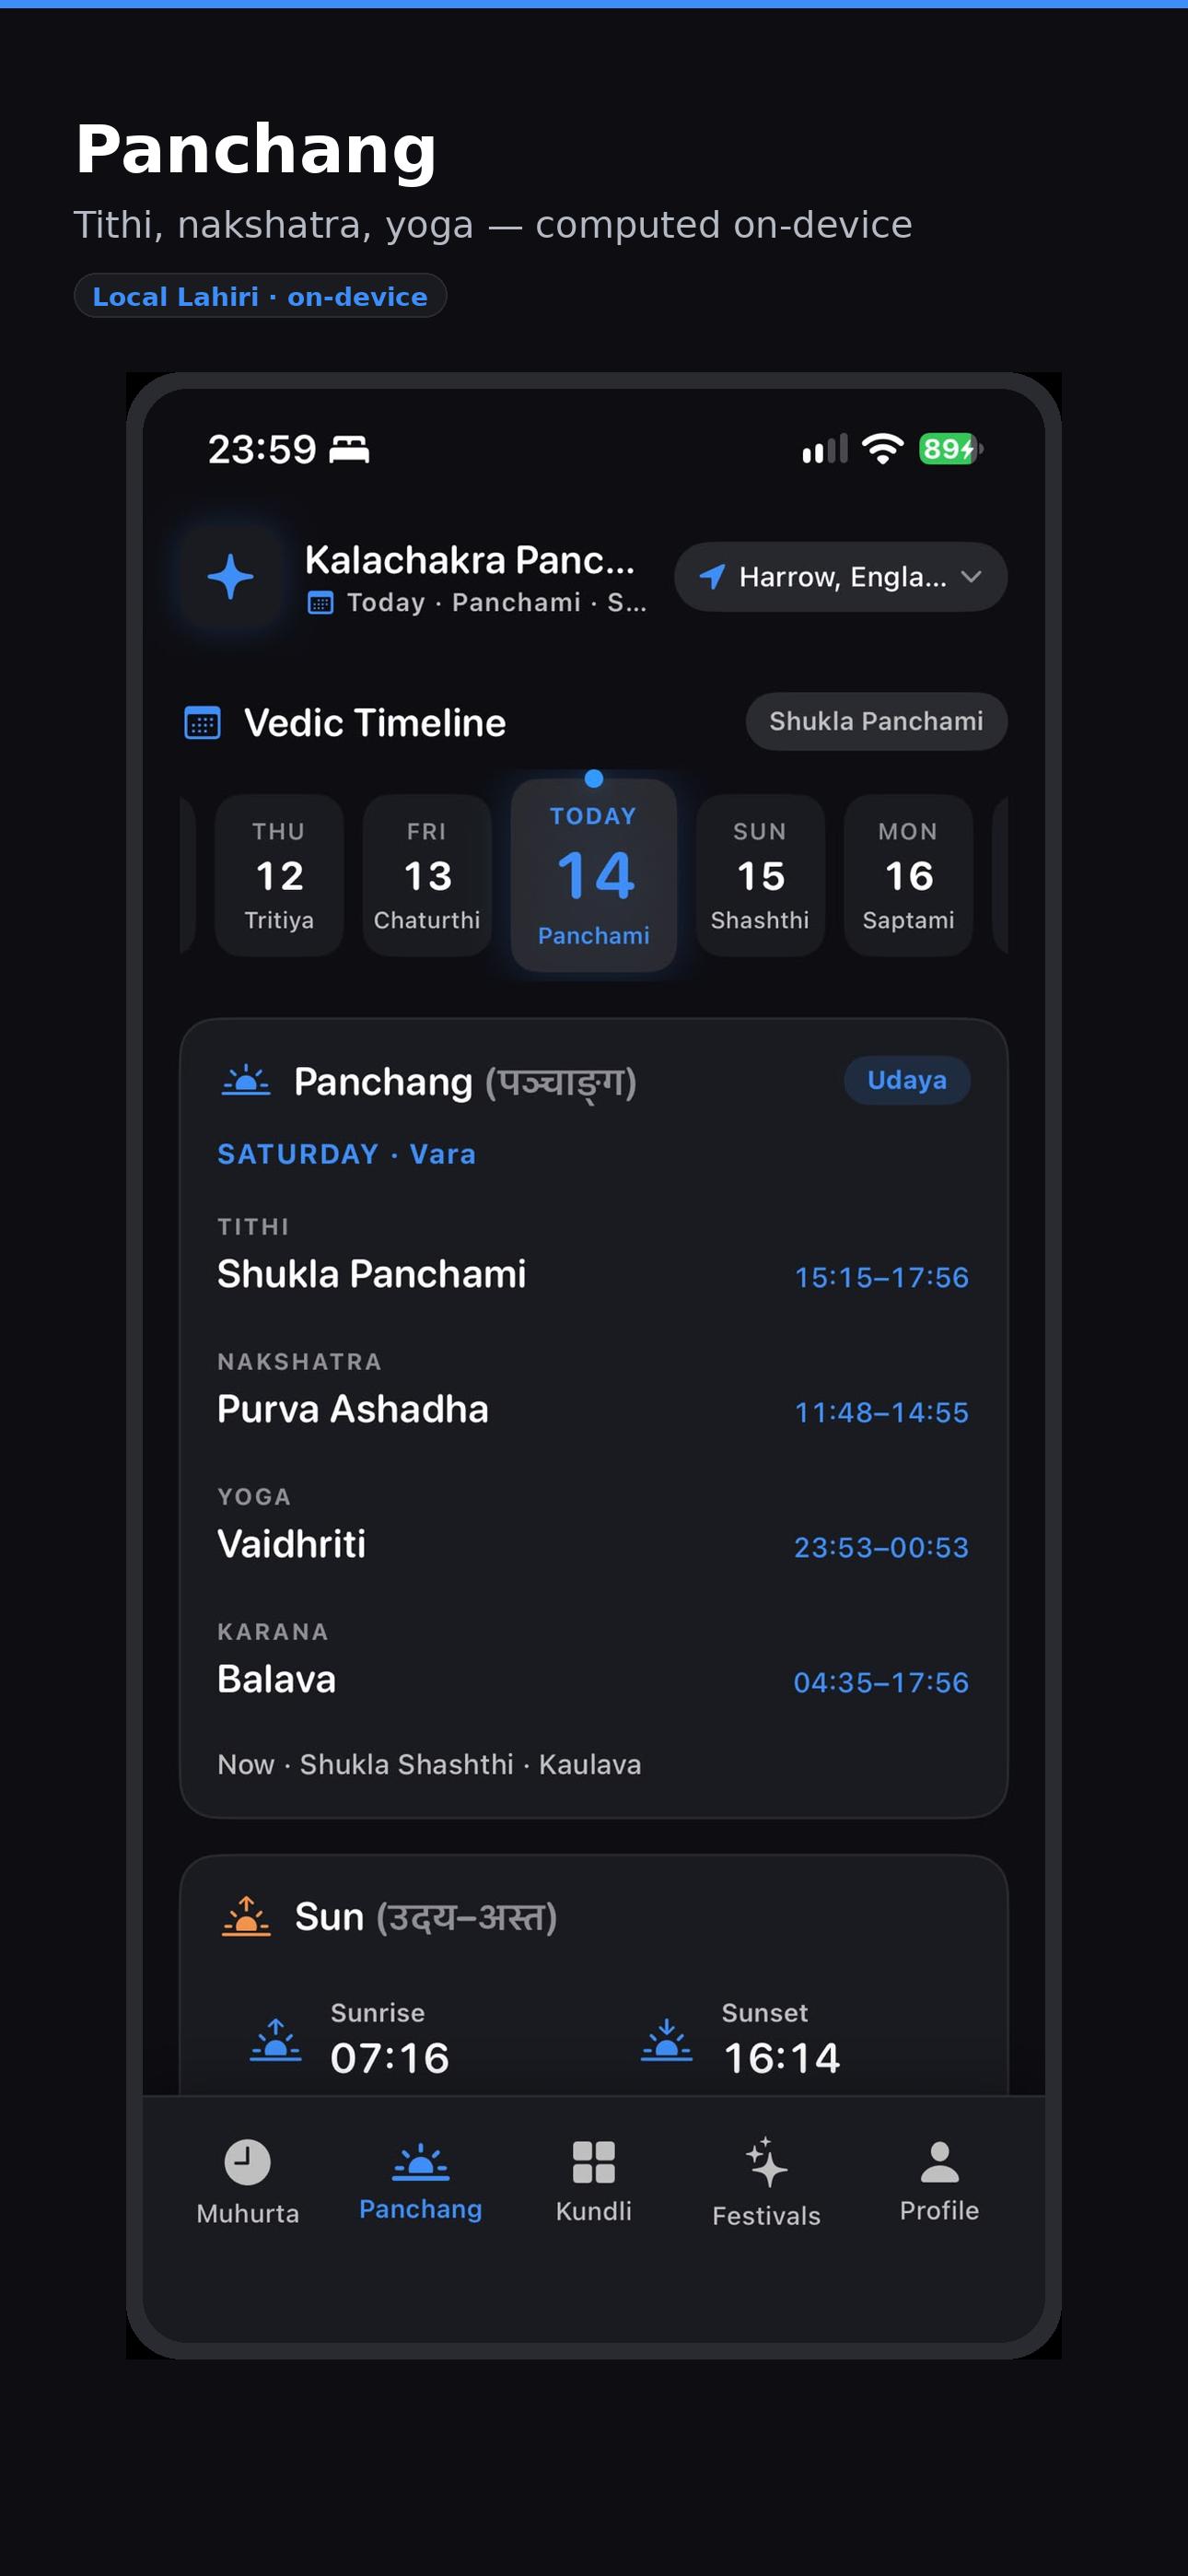 Panchang
Tithi, nakshatra, yoga — computed on-device
Local Lahiri · on-device
23:59
89
Kalachakra Panc...
Today · Panchami · S...
Harrow, Engla...
Vedic Timeline
Shukla Panchami
THU
12
Tritiya
FRI
13
Chaturthi
TODAY
14
Panchami
SUN
15
Shashthi
MON
16
Saptami
Panchang (पञ्चाङ्ग)
Udaya
SATURDAY · Vara
TITHI
Shukla Panchami
15:15–17:56
NAKSHATRA
Purva Ashadha
11:48–14:55
YOGA
Vaidhriti
23:53–00:53
KARANA
Balava
04:35–17:56
Now · Shukla Shashthi · Kaulava
Sun (उदय–अस्त)
Sunrise
07:16
Sunset
16:14
Muhurta
Panchang
Kundli
Festivals
Profile